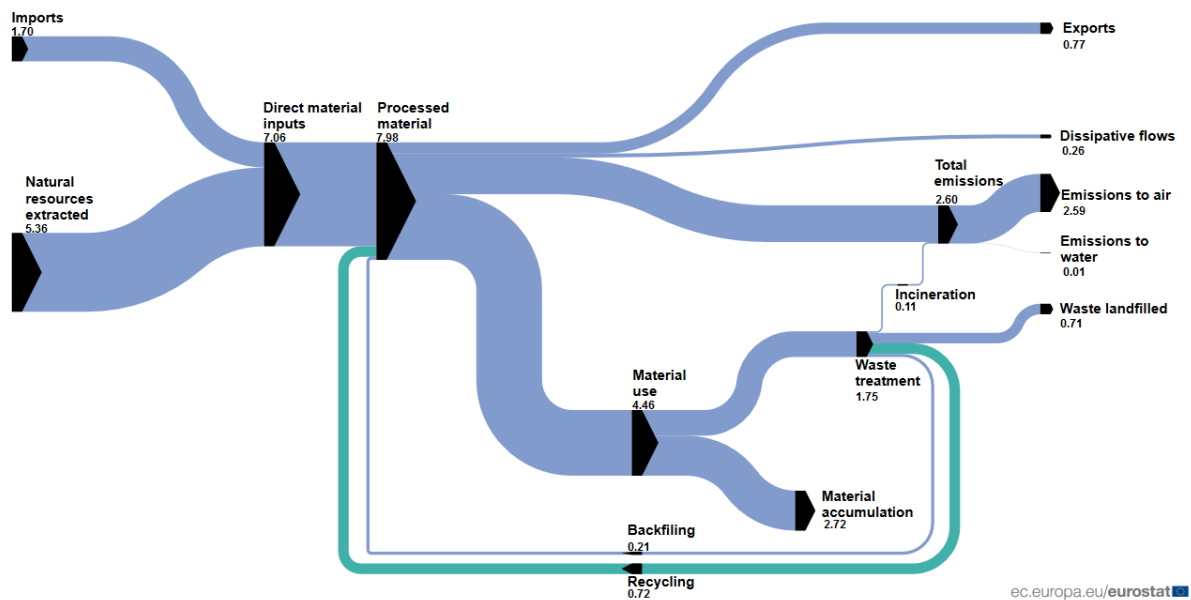 Imports
1.70
Exports
0.77
Direct material
inputs
7.06
Processed
material
7.98
Dissipative flows
0.26
Total
emissions
2.60
Natural
resources
extracted
5.36
Emissions to air
2.59
Emissions to
water
0.01
Incineration
0.11
Waste landfilled
0.71
Waste
treatment
1.75
Material
use
4.46
Material
accumulation
2.72
Backfiling
0.21
Recycling
0.72
ec.europa.eu/eurostat